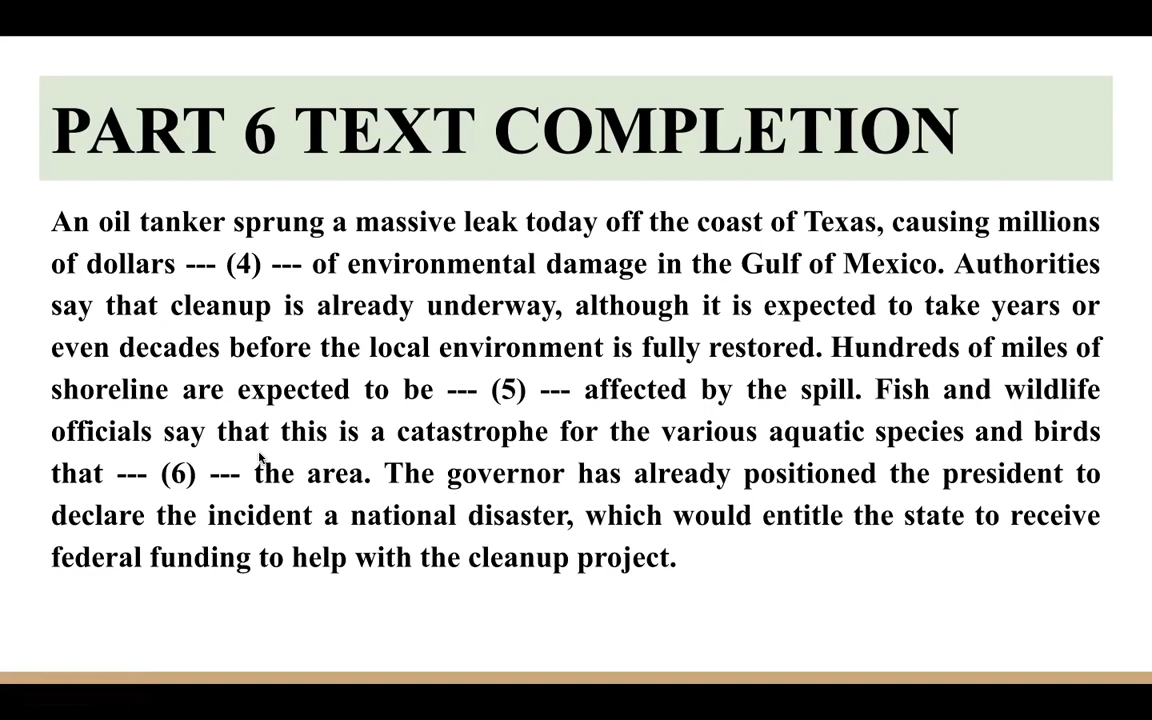 PART 6 TEXT COMPLETION
An oil tanker sprung a massive leak today off the coast of Texas, causing millions
of dollars --- (4) --- of environmental damage in the Gulf of Mexico. Authorities
say that cleanup is already underway, although it is expected to take years or
even decades before the local environment is fully restored. Hundreds of miles of
shoreline are expected to be --- (5) --- affected by the spill. Fish and wildlife
officials say that this is a catastrophe for the various aquatic species and birds
that --- (6) --- the area. The governor has already positioned the president to
declare the incident a national disaster, which would entitle the state to receive
federal funding to help with the cleanup project.